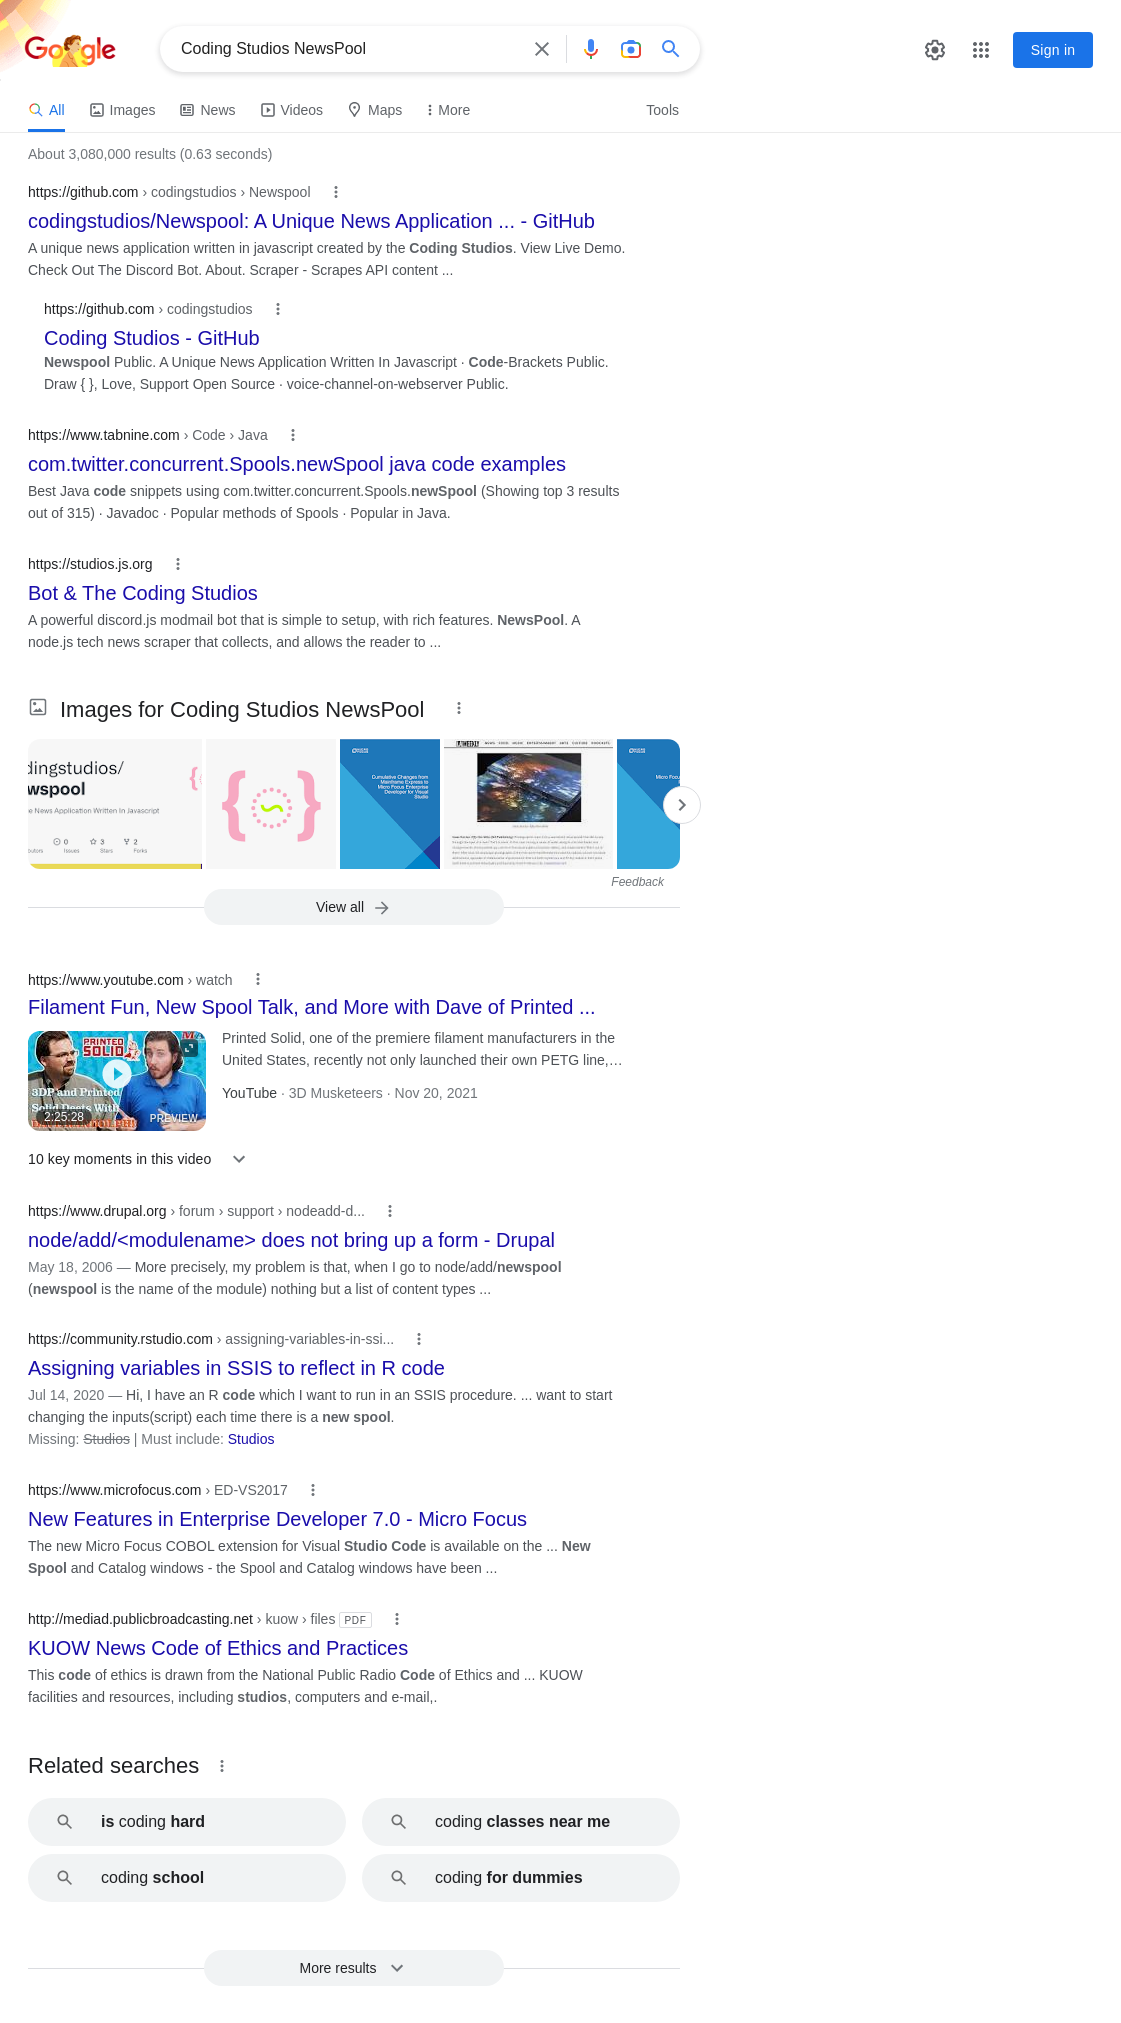 Google
Coding Studios NewsPool
Sign in
All Images News Videos Maps More Tools
About 3,080,000 results (0.63 seconds)
https://github.com › codingstudios › Newspool
codingstudios/Newspool: A Unique News Application ... - GitHub
A unique news application written in javascript created by the Coding Studios. View Live Demo.
Check Out The Discord Bot. About. Scraper - Scrapes API content ...
https://github.com › codingstudios
Coding Studios - GitHub
Newspool Public. A Unique News Application Written In Javascript · Code-Brackets Public.
Draw { }, Love, Support Open Source · voice-channel-on-webserver Public.
https://www.tabnine.com › Code › Java
com.twitter.concurrent.Spools.newSpool java code examples
Best Java code snippets using com.twitter.concurrent.Spools.newSpool (Showing top 3 results
out of 315) · Javadoc · Popular methods of Spools · Popular in Java.
https://studios.js.org
Bot & The Coding Studios
A powerful discord.js modmail bot that is simple to setup, with rich features. NewsPool. A
node.js tech news scraper that collects, and allows the reader to ...
Images for Coding Studios NewsPool
dingstudios/
wspool
e News Application Written In Javascript
0 3 2
Issues Stars Forks
Cumulative Changes from
Mainframe Express to
Micro Focus Enterprise
Developer for Visual
Studio
Feedback
View all
https://www.youtube.com › watch
Filament Fun, New Spool Talk, and More with Dave of Printed ...
PRINTED
SOLID
3DP and Printed
Solid Deets With
2:25:28
PREVIEW
Printed Solid, one of the premiere filament manufacturers in the
United States, recently not only launched their own PETG line,…
YouTube · 3D Musketeers · Nov 20, 2021
10 key moments in this video
https://www.drupal.org › forum › support › nodeadd-d...
node/add/<modulename> does not bring up a form - Drupal
May 18, 2006 — More precisely, my problem is that, when I go to node/add/newspool
(newspool is the name of the module) nothing but a list of content types ...
https://community.rstudio.com › assigning-variables-in-ssi...
Assigning variables in SSIS to reflect in R code
Jul 14, 2020 — Hi, I have an R code which I want to run in an SSIS procedure. ... want to start
changing the inputs(script) each time there is a new spool.
Missing: Studios | Must include: Studios
https://www.microfocus.com › ED-VS2017
New Features in Enterprise Developer 7.0 - Micro Focus
The new Micro Focus COBOL extension for Visual Studio Code is available on the ... New
Spool and Catalog windows - the Spool and Catalog windows have been ...
http://mediad.publicbroadcasting.net › kuow › files PDF
KUOW News Code of Ethics and Practices
This code of ethics is drawn from the National Public Radio Code of Ethics and ... KUOW
facilities and resources, including studios, computers and e-mail,.
Related searches
is coding hard
coding classes near me
coding school
coding for dummies
More results